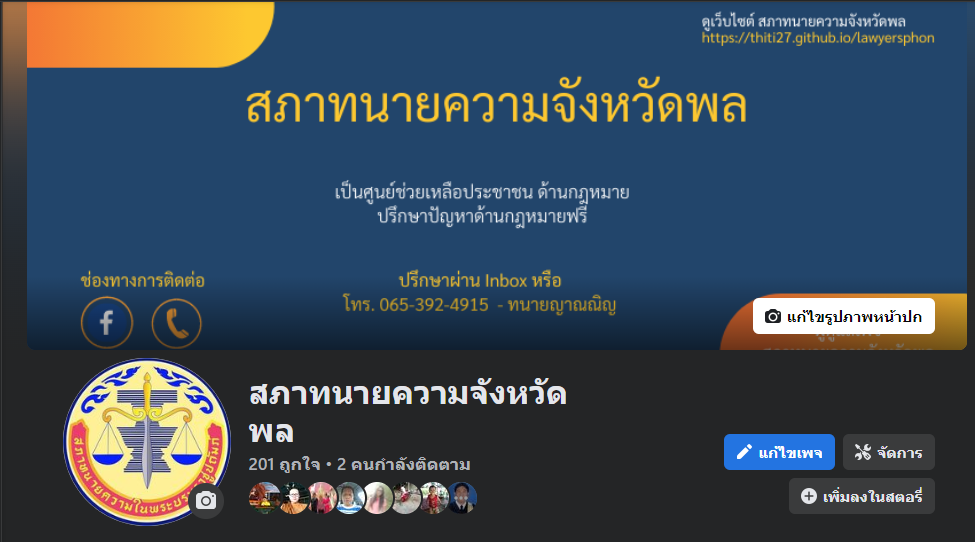 ดูเว็บไซต์ สภาทนายความจังหวัดพล
https://thiti27.github.io/lawyersphon
สภาทนายความจังหวัดพล
เป็นศูนย์ช่วยเหลือประชาชน ด้านกฎหมาย
ปรึกษาปัญหาด้านกฎหมายฟรี
ช่องทางการติดต่อ
ปรึกษาผ่าน Inbox หรือ
โทร. 065-392-4915 - ทนายญาณณิญ
แก้ไขรูปภาพหน้าปก
สภาทนายความในพระบรมราชูปถัมภ์
สภาทนายความจังหวัด
พล
201 ถูกใจ • 2 คนกำลังติดตาม
แก้ไขเพจ
จัดการ
เพิ่มลงในสตอรี่